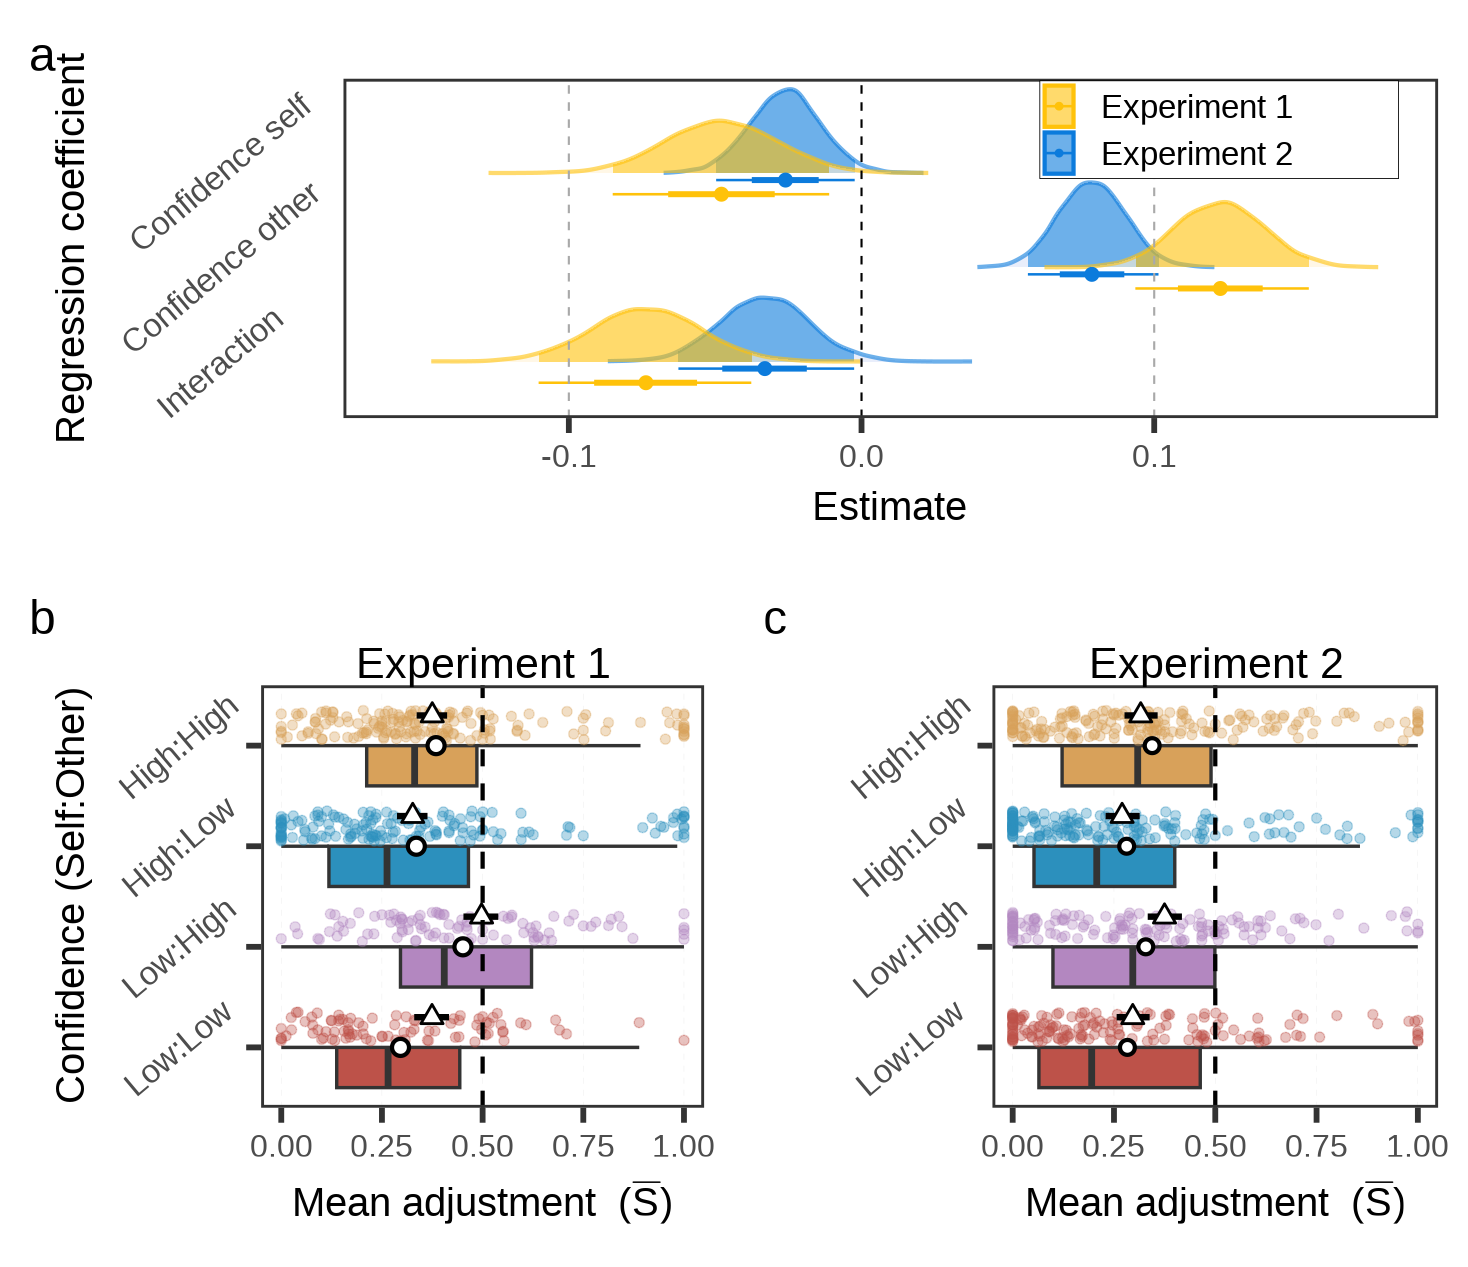 a
Regression coefficient
Confidence self
Confidence other
Interaction
Experiment 1
Experiment 2
-0.1
0.0
0.1
Estimate
b
Experiment 1
Confidence (Self:Other)
High:High
High:Low
Low:High
Low:Low
0.00
0.25
0.50
0.75
1.00
Mean adjustment (S̅)
c
Experiment 2
High:High
High:Low
Low:High
Low:Low
0.00
0.25
0.50
0.75
1.00
Mean adjustment (S̅)